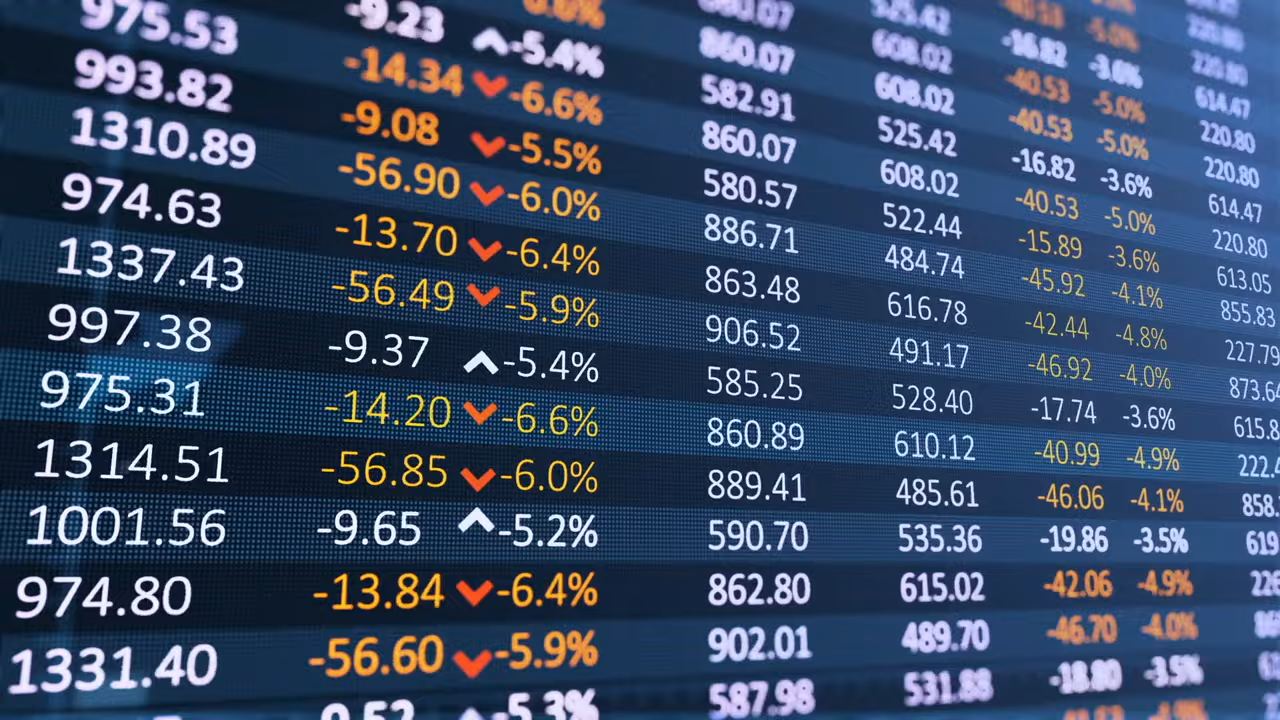 525.42 -16.82 -3.6% 614.47
608.02 -40.53 -5.0% 220.80
860.07 608.02 -40.53 -5.0% 220.80
-9.23 -5.4% 582.91 525.42 -16.82 -3.6% 614.47
975.53 -14.34 -6.6% 860.07 608.02 -40.53 -5.0% 220.80
993.82 -9.08 -5.5% 580.57 522.44 -15.89 -3.6% 613.05
1310.89 -56.90 -6.0% 886.71 484.74 -45.92 -4.1% 855.83
974.63 -13.70 -6.4% 863.48 616.78 -42.44 -4.8% 227.79
1337.43 -56.49 -5.9% 906.52 491.17 -46.92 -4.0% 873.64
997.38 -9.37 -5.4% 585.25 528.40 -17.74 -3.6% 615.8
975.31 -14.20 -6.6% 860.89 610.12 -40.99 -4.9% 222.4
1314.51 -56.85 -6.0% 889.41 485.61 -46.06 -4.1% 858.
1001.56 -9.65 -5.2% 590.70 535.36 -19.86 -3.5% 619
974.80 -13.84 -6.4% 862.80 615.02 -42.06 -4.9%
1331.40 -56.60 -5.9% 902.01 489.70 -46.70 -4.0%
-5.3% 587.98 531.88 -18.80 -3.5%